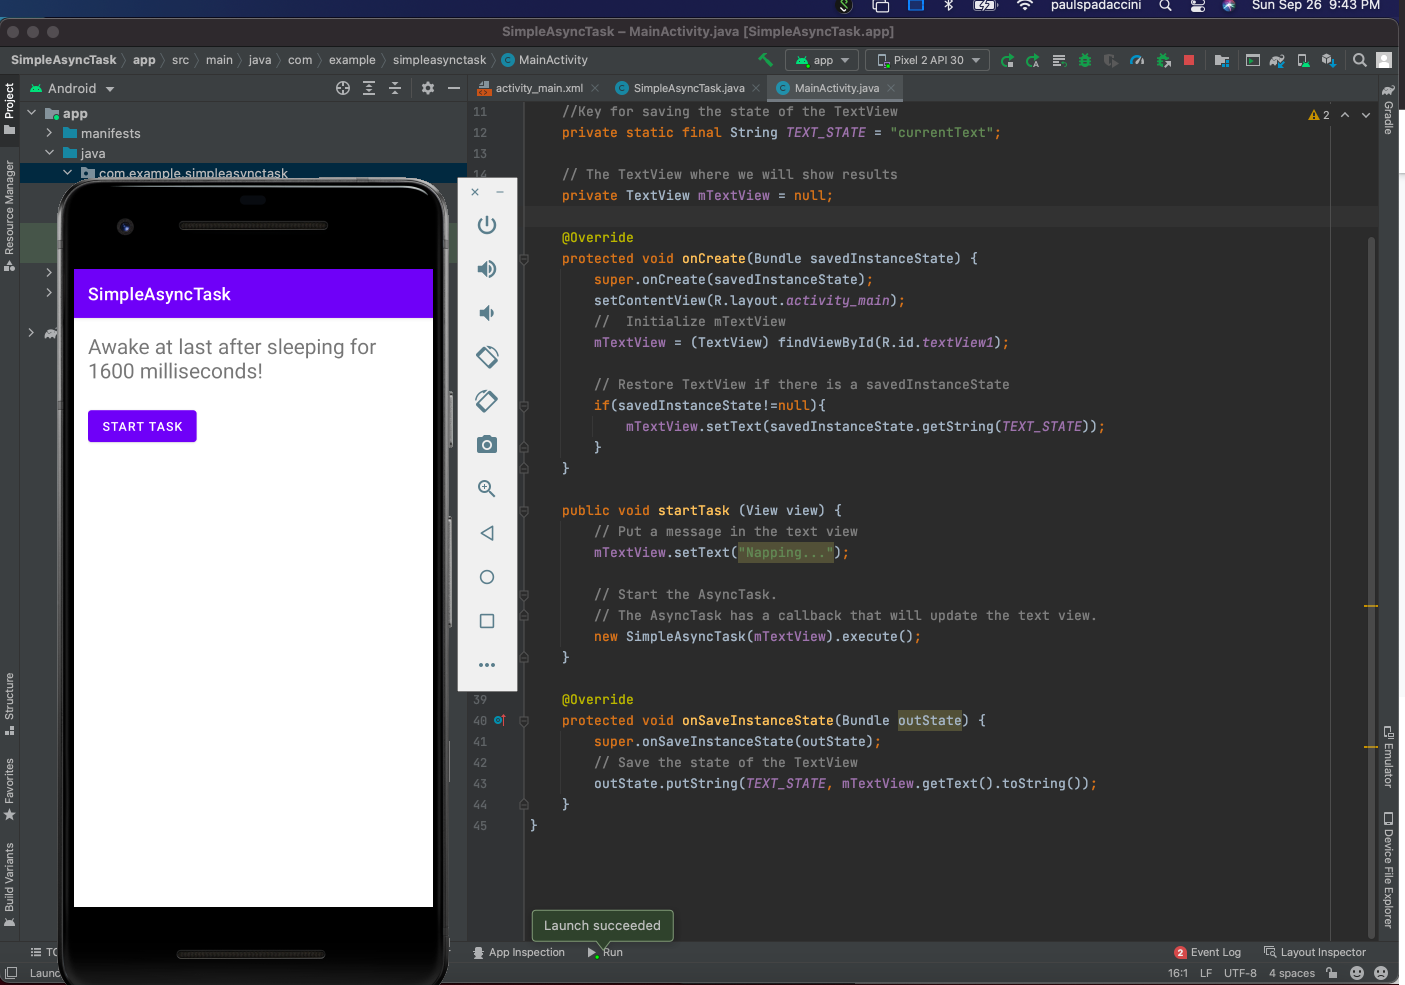 paulspadaccini
Sun Sep 26 9:43 PM
SimpleAsyncTask – MainActivity.java [SimpleAsyncTask.app]
SimpleAsyncTask app src main java com example simpleasynctask MainActivity
app
Pixel 2 API 30
Android
activity_main.xml
SimpleAsyncTask.java
MainActivity.java
Project
Resource Manager
Structure
Favorites
Build Variants
app
manifests
java
com.example.simpleasynctask
SimpleAsyncTask
Awake at last after sleeping for
1600 milliseconds!
START TASK
2
11 //Key for saving the state of the TextView
12 private static final String TEXT_STATE = "currentText";
13
14 // The TextView where we will show results
private TextView mTextView = null;
@Override
protected void onCreate(Bundle savedInstanceState) {
super.onCreate(savedInstanceState);
setContentView(R.layout.activity_main);
// Initialize mTextView
mTextView = (TextView) findViewById(R.id.textView1);
// Restore TextView if there is a savedInstanceState
if(savedInstanceState!=null){
mTextView.setText(savedInstanceState.getString(TEXT_STATE));
}
}
public void startTask (View view) {
// Put a message in the text view
mTextView.setText("Napping...");
// Start the AsyncTask.
// The AsyncTask has a callback that will update the text view.
new SimpleAsyncTask(mTextView).execute();
}
39 @Override
40 protected void onSaveInstanceState(Bundle outState) {
41 super.onSaveInstanceState(outState);
42 // Save the state of the TextView
43 outState.putString(TEXT_STATE, mTextView.getText().toString());
44 }
45 }
Gradle
Emulator
Device File Explorer
Launch succeeded
TO
App Inspection
Run
2 Event Log
Layout Inspector
Launc
16:1 LF UTF-8 4 spaces